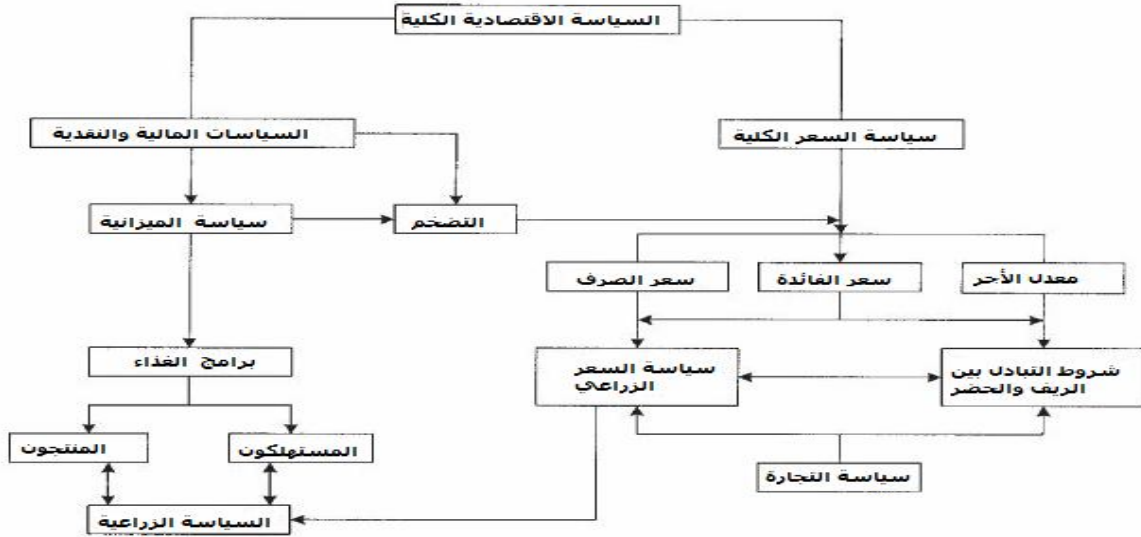 السياسة الاقتصادية الكلية
السياسات المالية والنقدية
سياسة السعر الكلية
سياسة الميزانية
التضخم
سعر الصرف
سعر الفائدة
معدل الأجر
برامج الغذاء
سياسة السعر
الزراعي
شروط التبادل بين
الريف والحضر
المنتجون
المستهلكون
سياسة التجارة
السياسة الزراعية